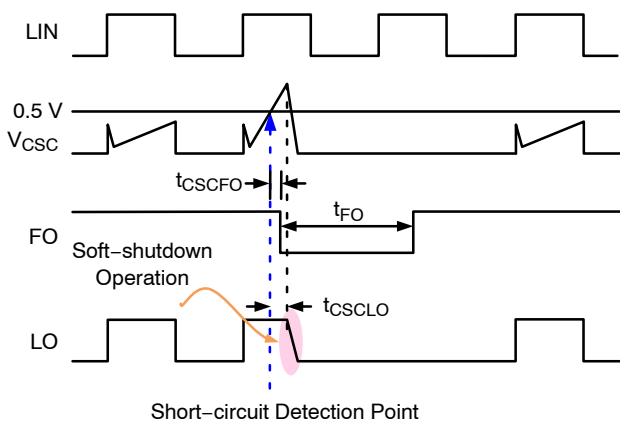 LIN
0.5 V
VCSC
tCSCFO
FO
tFO
Soft−shutdown
Operation
tCSCLO
LO
Short−circuit Detection Point